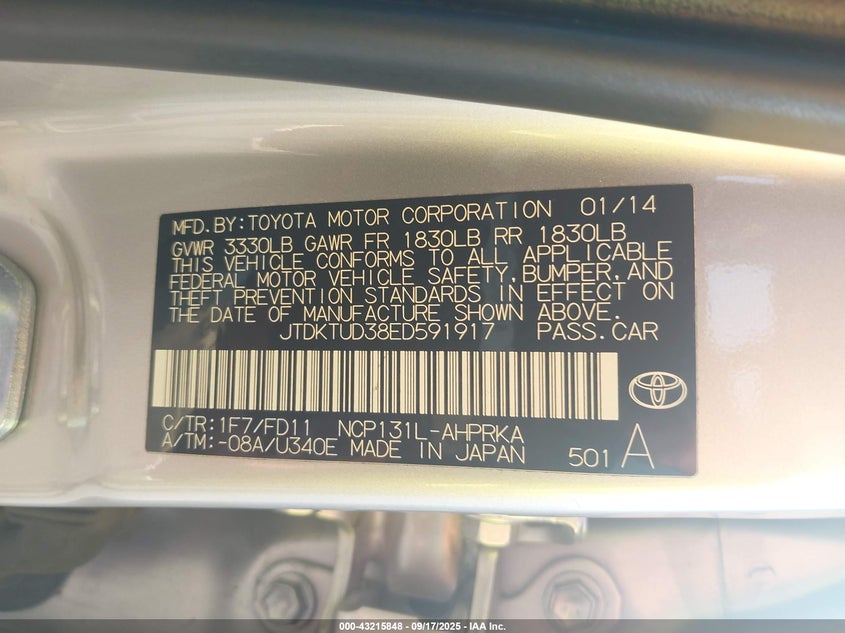 MFD.BY:TOYOTA MOTOR CORPORATION 01/14
GVWR 3330LB GAWR FR 1830LB RR 1830LB
THIS VEHICLE CONFORMS TO ALL APPLICABLE
FEDERAL MOTOR VEHICLE SAFETY,BUMPER,AND
THEFT PREVENTION STANDARDS IN EFFECT ON
THE DATE OF MANUFACTURE SHOWN ABOVE.
JTDKTUD38ED591917 PASS.CAR
C/TR:1F7/FD11 NCP131L-AHPRKA
A/TM:-08A/U340E MADE IN JAPAN 501 A
000-43215848 - 09/17/2025 - IAA Inc.